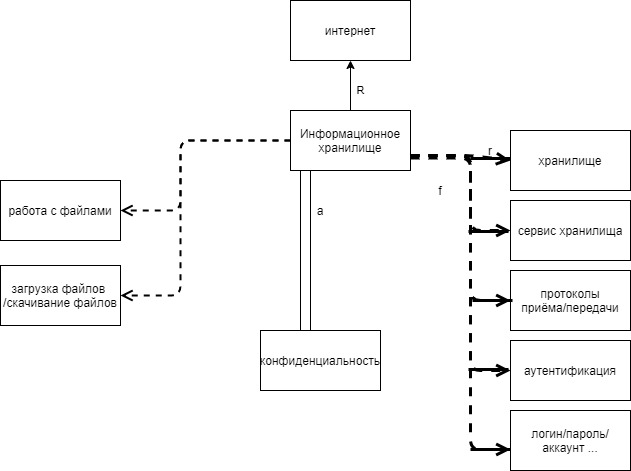 интернет
R
Информационное
хранилище
r
хранилище
f
работа с файлами
a
сервис хранилища
загрузка файлов
/скачивание файлов
протоколы
приёма/передачи
конфиденциальность
аутентификация
логин/пароль/
аккаунт ...